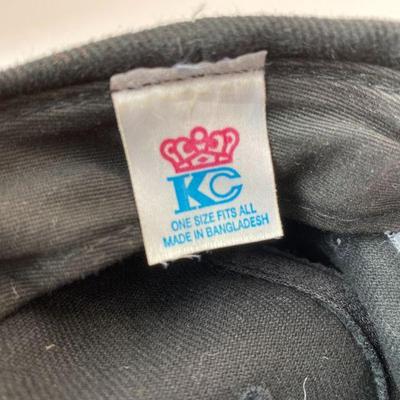 KC
ONE SIZE FITS ALL
MADE IN BANGLADESH